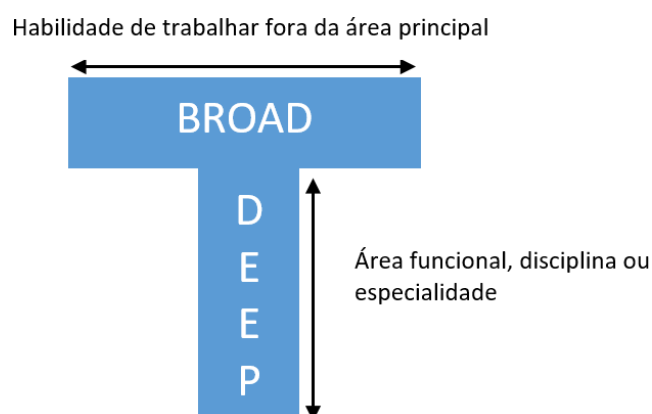 Habilidade de trabalhar fora da área principal
BROAD
D
E
E
P
Área funcional, disciplina ou
especialidade